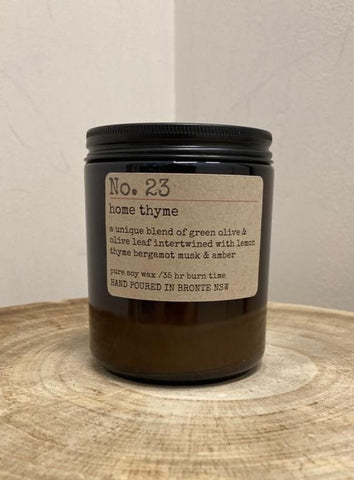 No. 23
home thyme
a unique blend of green olive &
olive leaf intertwined with lemon
thyme bergamot musk & amber
pure soy wax /35 hr burn time
HAND POURED IN BRONTE NSW